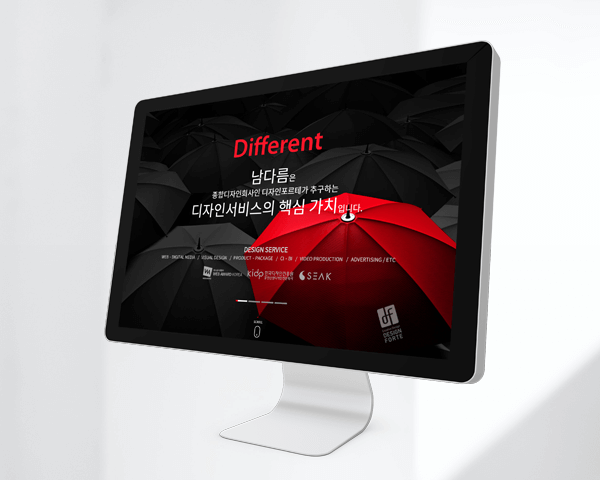 Different
남다름은
종합디자인회사인 디자인포르테가 추구하는
디자인서비스의 핵심 가치입니다.
DESIGN SERVICE
WEB · DIGITAL MEDIA / VISUAL DESIGN / PRODUCT · PACKAGE / CI · BI / VIDEO PRODUCTION / ADVERTISING / ETC
WEB AWARD KOREA
kidp 한국디자인진흥원
SEAK
SCROLL
df
DESIGN
FORTE